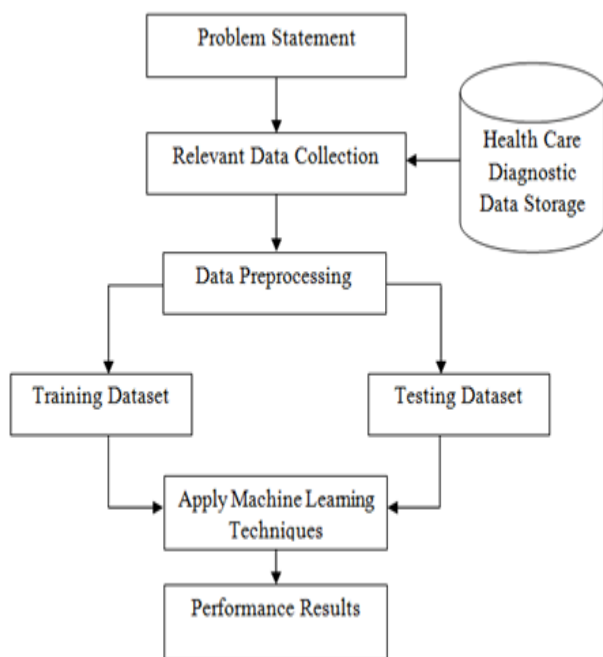 Problem Statement
Relevant Data Collection
Health Care
Diagnostic
Data Storage
Data Preprocessing
Training Dataset
Testing Dataset
Apply Machine Learning
Techniques
Performance Results